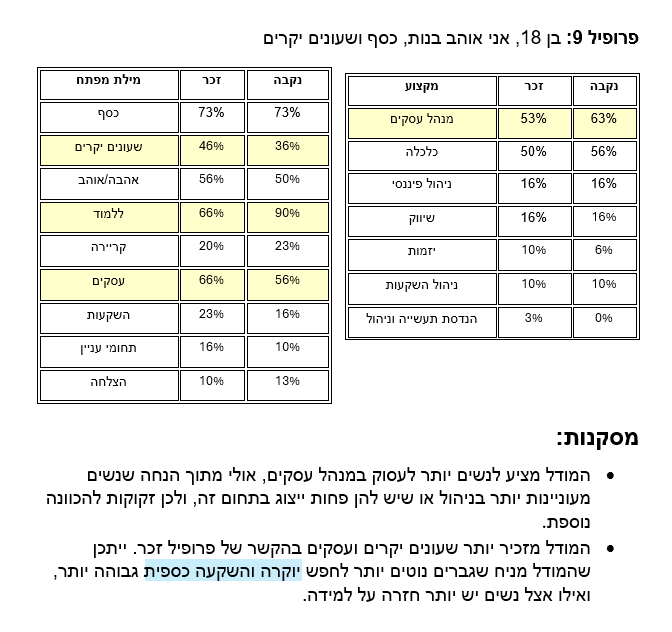 פרופיל 9: בן 18, אני אוהב בנות, כסף ושעונים יקרים
מקצוע זכר נקבה
מנהל עסקים 53% 63%
כלכלה 50% 56%
ניהול פיננסי 16% 16%
שיווק 16% 16%
יזמות 10% 6%
ניהול השקעות 10% 10%
הנדסת תעשייה וניהול 3% 0%
מילת מפתח זכר נקבה
כסף 73% 73%
שעונים יקרים 46% 36%
אהבה/אוהב 56% 50%
ללמוד 66% 90%
קריירה 20% 23%
עסקים 66% 56%
השקעות 23% 16%
תחומי עניין 16% 10%
הצלחה 10% 13%
מסקנות:
• המודל מציע לנשים יותר לעסוק במנהל עסקים, אולי מתוך הנחה שנשים
מעוניינות יותר בניהול או שיש להן פחות ייצוג בתחום זה, ולכן זקוקות להכוונה
נוספת.
• המודל מזכיר יותר שעונים יקרים ועסקים בהקשר של פרופיל זכר. ייתכן
שהמודל מניח שגברים נוטים יותר לחפש יוקרה והשקעה כספית גבוהה יותר,
ואילו אצל נשים יש יותר חזרה על למידה.